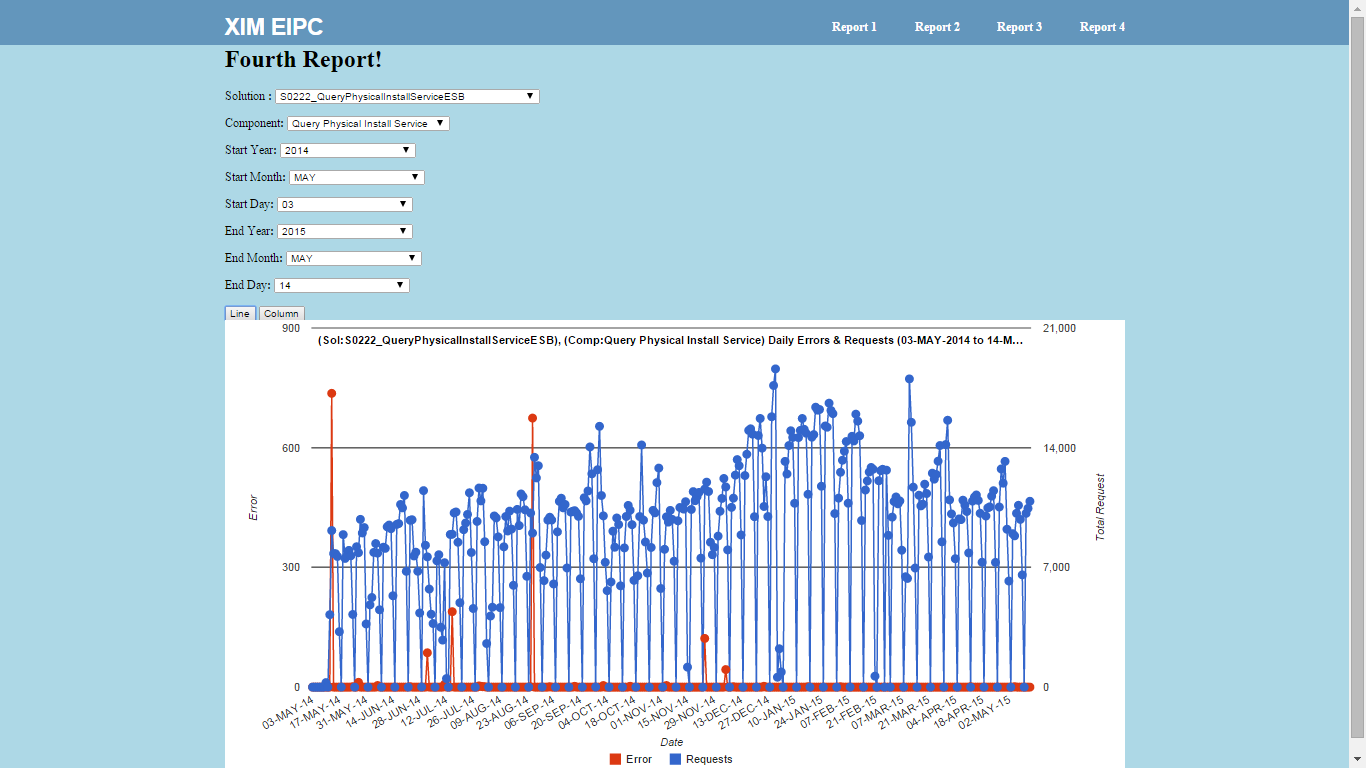 XIM EIPC
Report 1 Report 2 Report 3 Report 4
Fourth Report!
Solution : S0222_QueryPhysicalInstallServiceESB
Component: Query Physical Install Service
Start Year: 2014
Start Month: MAY
Start Day: 03
End Year: 2015
End Month: MAY
End Day: 14
Line Column
900 21,000
(Sol:S0222_QueryPhysicalInstallServiceESB), (Comp:Query Physical Install Service) Daily Errors & Requests (03-MAY-2014 to 14-M...
600 14,000
Error
Total Request
300 7,000
0 0
03-MAY-14 17-MAY-14 31-MAY-14 14-JUN-14 28-JUN-14 12-JUL-14 26-JUL-14 09-AUG-14 23-AUG-14 06-SEP-14 20-SEP-14 04-OCT-14 18-OCT-14 01-NOV-14 15-NOV-14 29-NOV-14 13-DEC-14 27-DEC-14 10-JAN-15 24-JAN-15 07-FEB-15 21-FEB-15 07-MAR-15 21-MAR-15 04-APR-15 18-APR-15 02-MAY-15
Date
Error Requests